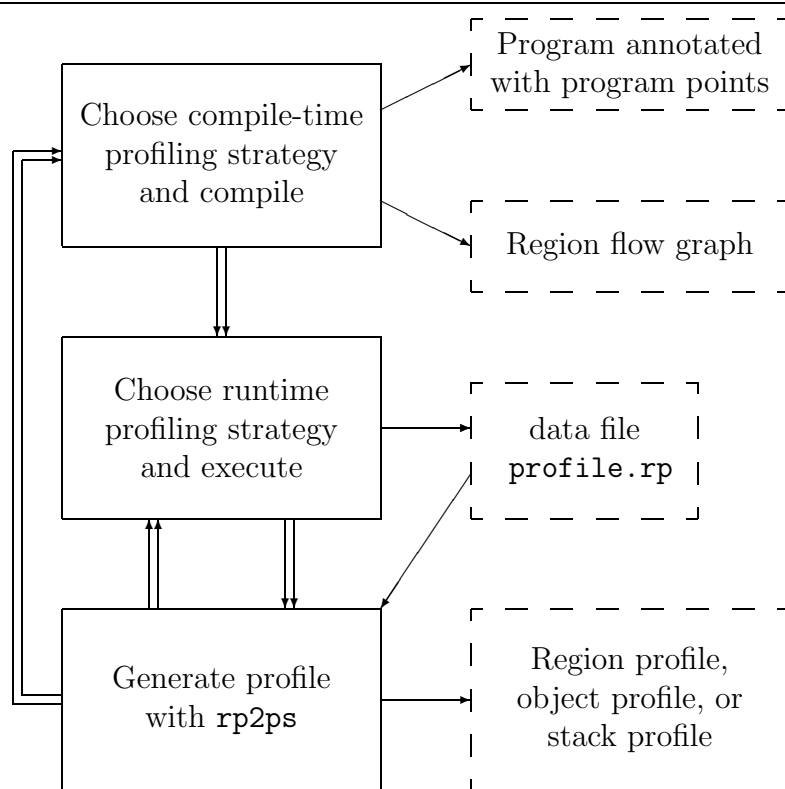 Program annotated
with program points
Choose compile-time
profiling strategy
and compile
Region flow graph
Choose runtime
profiling strategy
and execute
data file
profile.rp
Generate profile
with rp2ps
Region profile,
object profile, or
stack profile